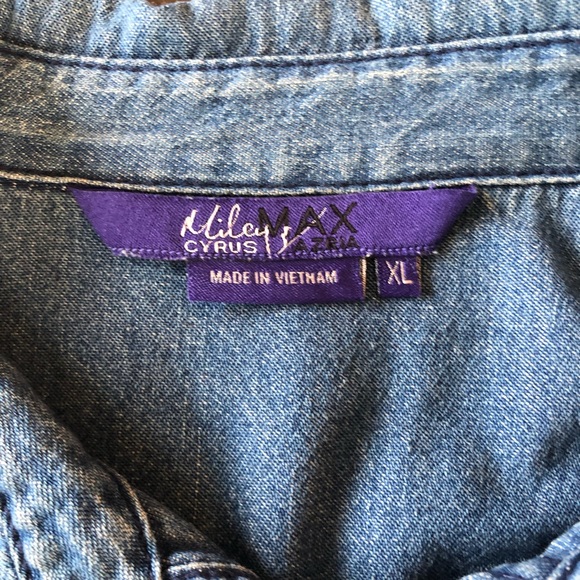 Miley MAX
CYRUS & AZRIA
MADE IN VIETNAM
XL